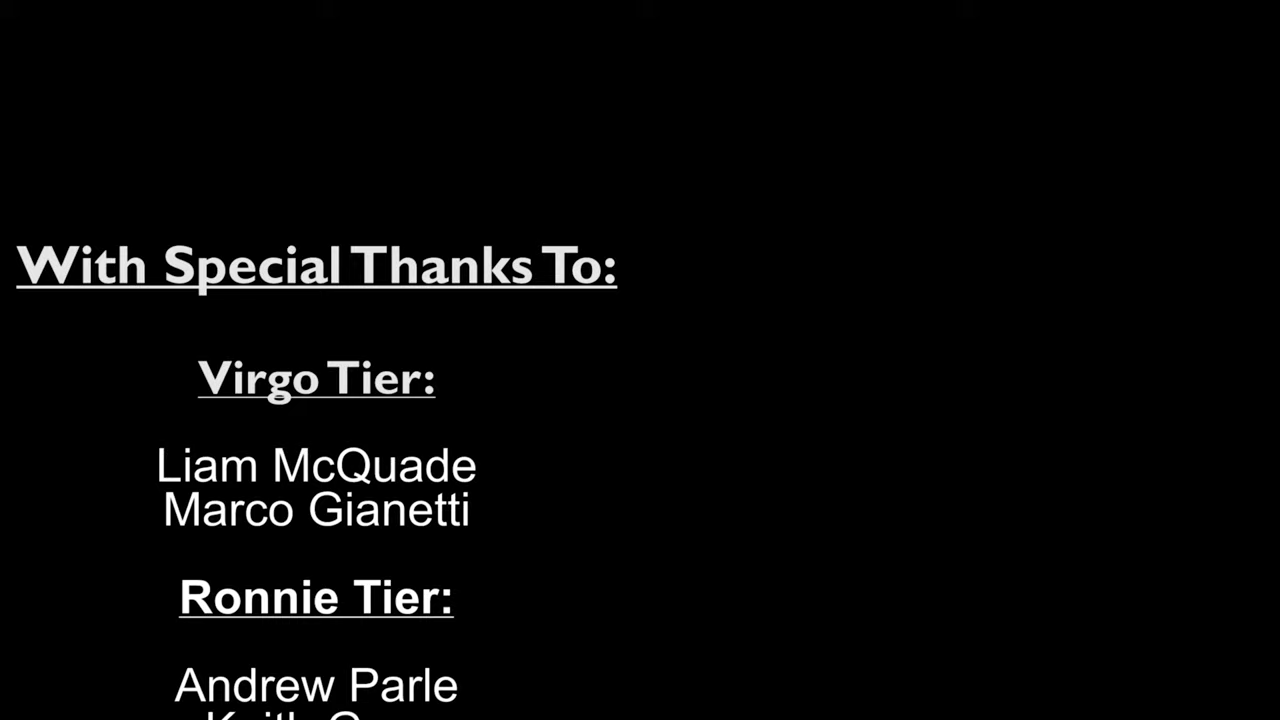 With Special Thanks To:
Virgo Tier:
Liam McQuade
Marco Gianetti
Ronnie Tier:
Andrew Parle